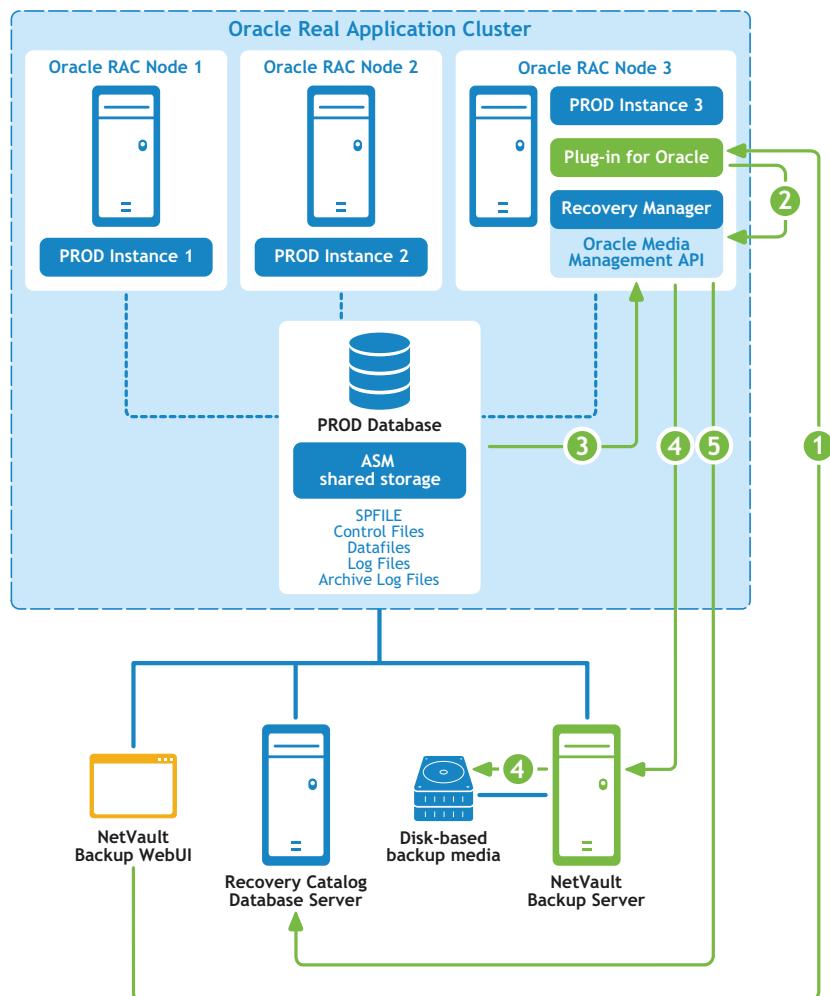 Oracle Real Application Cluster
Oracle RAC Node 1
Oracle RAC Node 2
Oracle RAC Node 3
PROD Instance 3
Plug-in for Oracle
2
Recovery Manager
Oracle Media
Management API
PROD Instance 1
PROD Instance 2
PROD Database
ASM
shared storage
SPFILE
Control Files
Datafiles
Log Files
Archive Log Files
3
4
5
1
4
NetVault
Backup WebUI
Recovery Catalog
Database Server
Disk-based
backup media
NetVault
Backup Server